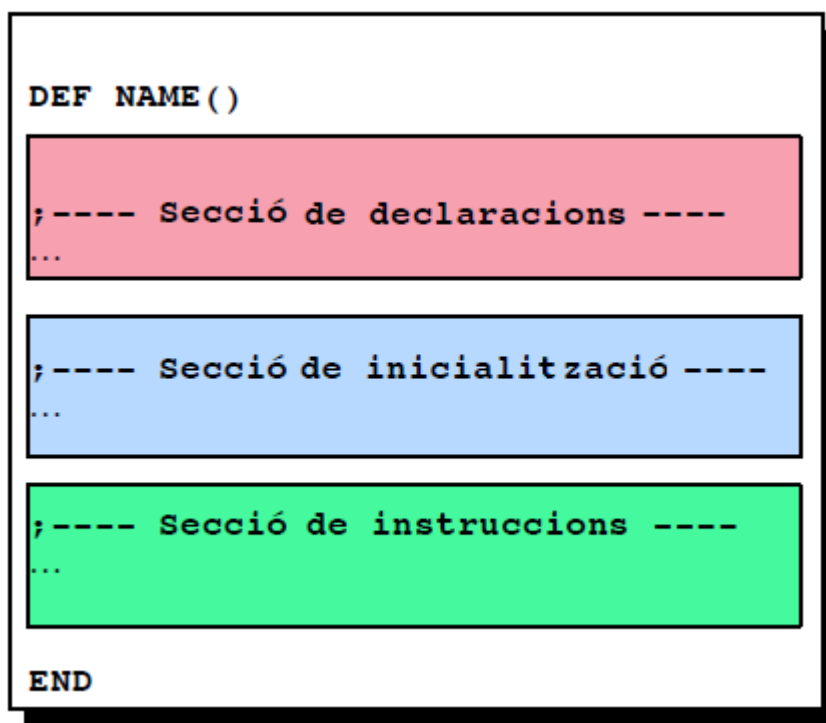 DEF NAME()
;---- Secció de declaracions ----
...
;---- Secció de inicialització ----
...
;---- Secció de instruccions ----
...
END